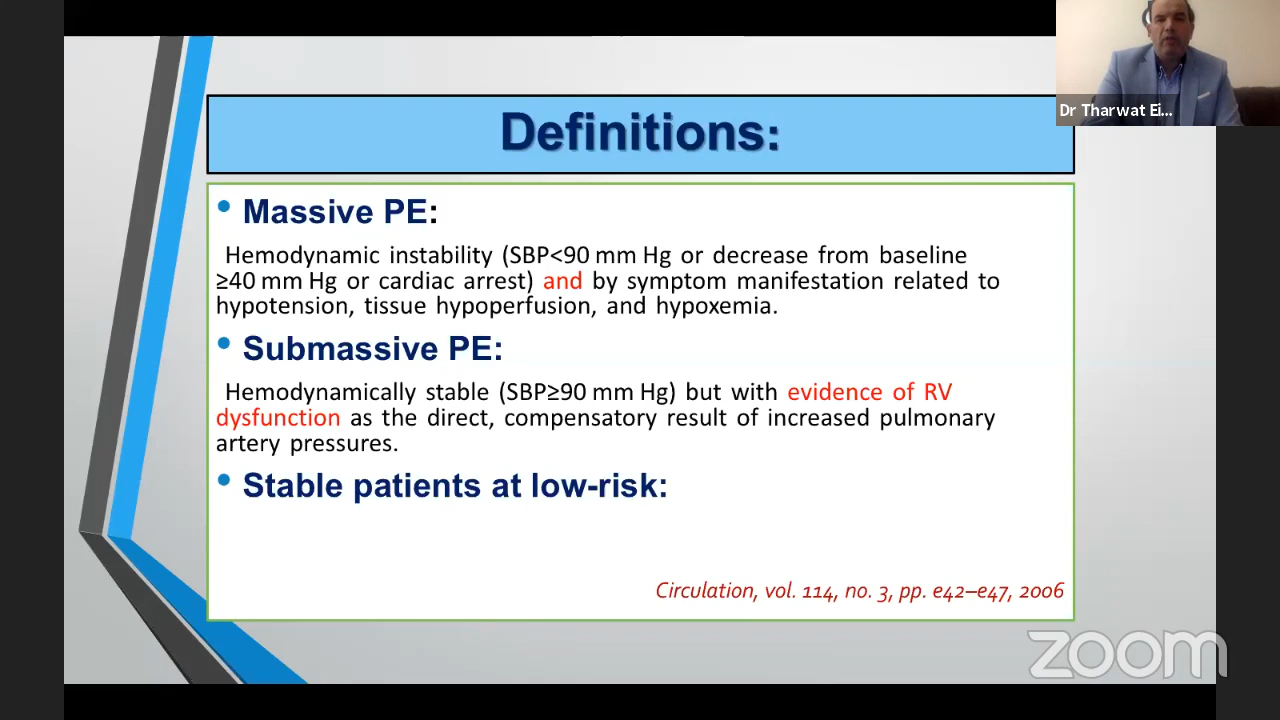 Dr Tharwat Ei...
Definitions:
• Massive PE:
Hemodynamic instability (SBP<90 mm Hg or decrease from baseline
≥40 mm Hg or cardiac arrest) and by symptom manifestation related to
hypotension, tissue hypoperfusion, and hypoxemia.
• Submassive PE:
Hemodynamically stable (SBP≥90 mm Hg) but with evidence of RV
dysfunction as the direct, compensatory result of increased pulmonary
artery pressures.
• Stable patients at low-risk:
Circulation, vol. 114, no. 3, pp. e42–e47, 2006
zoom